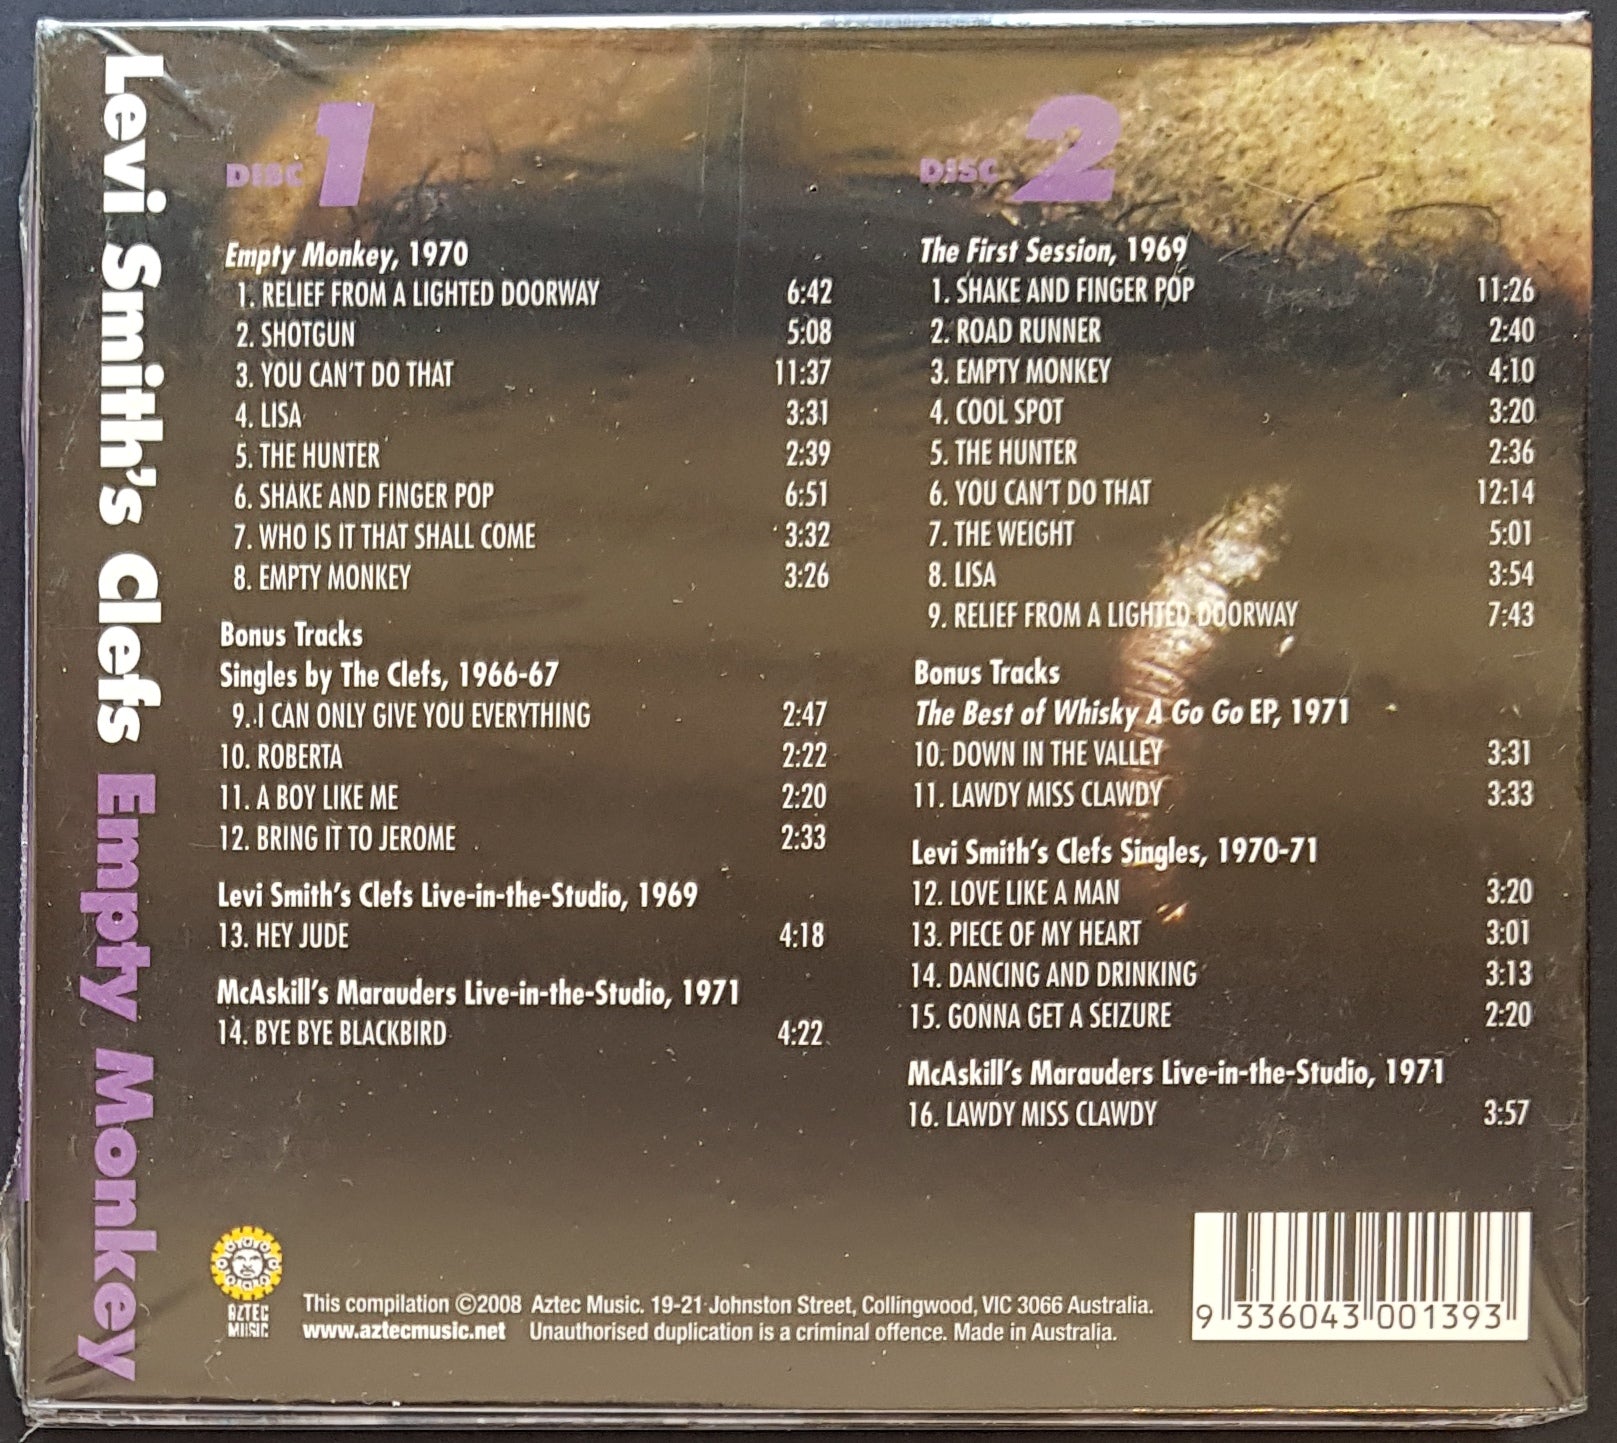 Levi Smith's Clefs Empty Monkey
DISC 1
Empty Monkey, 1970
1. RELIEF FROM A LIGHTED DOORWAY 6:42
2. SHOTGUN 5:08
3. YOU CAN'T DO THAT 11:37
4. LISA 3:31
5. THE HUNTER 2:39
6. SHAKE AND FINGER POP 6:51
7. WHO IS IT THAT SHALL COME 3:32
8. EMPTY MONKEY 3:26
Bonus Tracks
Singles by The Clefs, 1966-67
9. I CAN ONLY GIVE YOU EVERYTHING 2:47
10. ROBERTA 2:22
11. A BOY LIKE ME 2:20
12. BRING IT TO JEROME 2:33
Levi Smith's Clefs Live-in-the-Studio, 1969
13. HEY JUDE 4:18
McAskill's Marauders Live-in-the-Studio, 1971
14. BYE BYE BLACKBIRD 4:22
DISC 2
The First Session, 1969
1. SHAKE AND FINGER POP 11:26
2. ROAD RUNNER 2:40
3. EMPTY MONKEY 4:10
4. COOL SPOT 3:20
5. THE HUNTER 2:36
6. YOU CAN'T DO THAT 12:14
7. THE WEIGHT 5:01
8. LISA 3:54
9. RELIEF FROM A LIGHTED DOORWAY 7:43
Bonus Tracks
The Best of Whisky A Go Go EP, 1971
10. DOWN IN THE VALLEY 3:31
11. LAWDY MISS CLAWDY 3:33
Levi Smith's Clefs Singles, 1970-71
12. LOVE LIKE A MAN 3:20
13. PIECE OF MY HEART 3:01
14. DANCING AND DRINKING 3:13
15. GONNA GET A SEIZURE 2:20
McAskill's Marauders Live-in-the-Studio, 1971
16. LAWDY MISS CLAWDY 3:57
AZTEC
MUSIC
This compilation ©2008 Aztec Music. 19-21 Johnston Street, Collingwood, VIC 3066 Australia.
www.aztecmusic.net Unauthorised duplication is a criminal offence. Made in Australia.
9 336043 001393